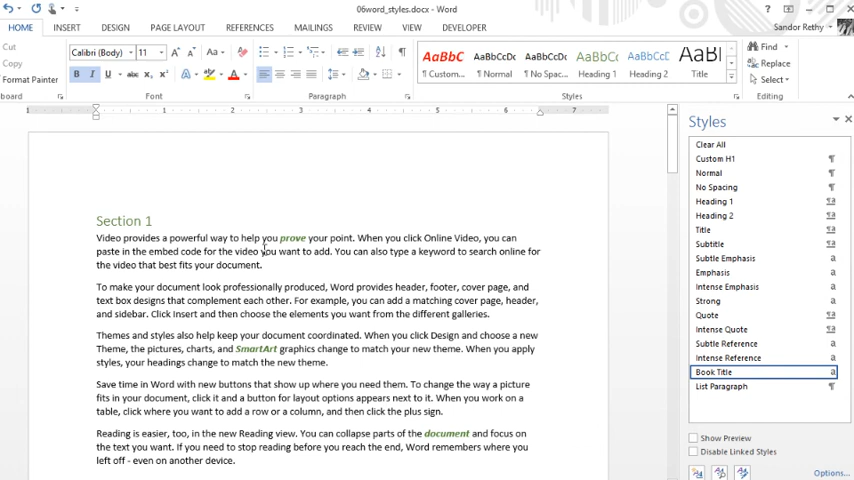 06word_styles.docx - Word
HOME INSERT DESIGN PAGE LAYOUT REFERENCES MAILINGS REVIEW VIEW DEVELOPER
Sandor Rethy
Cut
Copy
Format Painter
board
Calibri (Body) 11
Font
Paragraph
AaBbC AaBbCcDc AaBbCcDc AaBbC AaBbCcD AaB
¶ Custom... ¶ Normal ¶ No Spac... Heading 1 Heading 2 Title
Styles
Find
Replace
Select
Editing
1 1 2 3 4 5 6 7
Section 1
Video provides a powerful way to help you prove your point. When you click Online Video, you can
paste in the embed code for the video you want to add. You can also type a keyword to search online for
the video that best fits your document.
To make your document look professionally produced, Word provides header, footer, cover page, and
text box designs that complement each other. For example, you can add a matching cover page, header,
and sidebar. Click Insert and then choose the elements you want from the different galleries.
Themes and styles also help keep your document coordinated. When you click Design and choose a new
Theme, the pictures, charts, and SmartArt graphics change to match your new theme. When you apply
styles, your headings change to match the new theme.
Save time in Word with new buttons that show up where you need them. To change the way a picture
fits in your document, click it and a button for layout options appears next to it. When you work on a
table, click where you want to add a row or a column, and then click the plus sign.
Reading is easier, too, in the new Reading view. You can collapse parts of the document and focus on
the text you want. If you need to stop reading before you reach the end, Word remembers where you
left off - even on another device.
Styles
Clear All
Custom H1 ¶
Normal ¶
No Spacing ¶
Heading 1 ¶a
Heading 2 ¶a
Title ¶a
Subtitle ¶a
Subtle Emphasis a
Emphasis a
Intense Emphasis a
Strong a
Quote ¶a
Intense Quote ¶a
Subtle Reference a
Intense Reference a
Book Title a
List Paragraph ¶
Show Preview
Disable Linked Styles
Options...